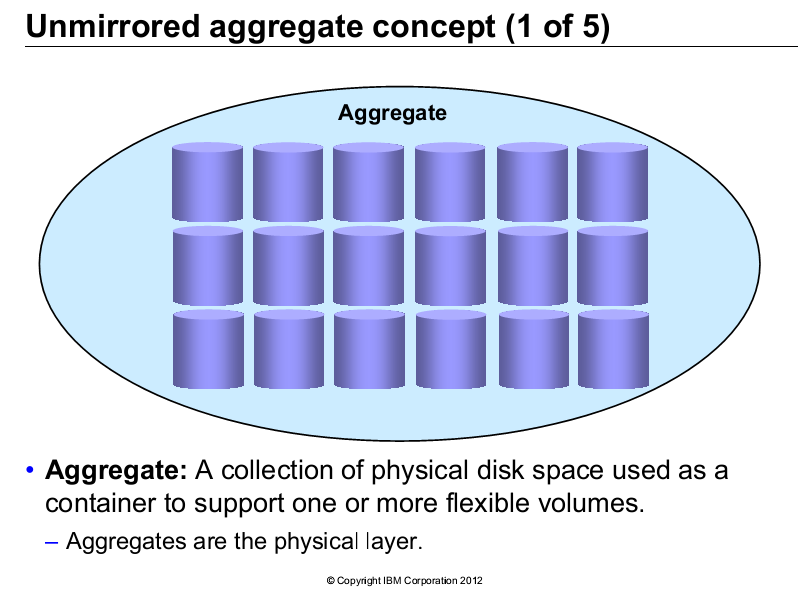 Unmirrored aggregate concept (1 of 5)
Aggregate
• Aggregate: A collection of physical disk space used as a
container to support one or more flexible volumes.
– Aggregates are the physical layer.
© Copyright IBM Corporation 2012